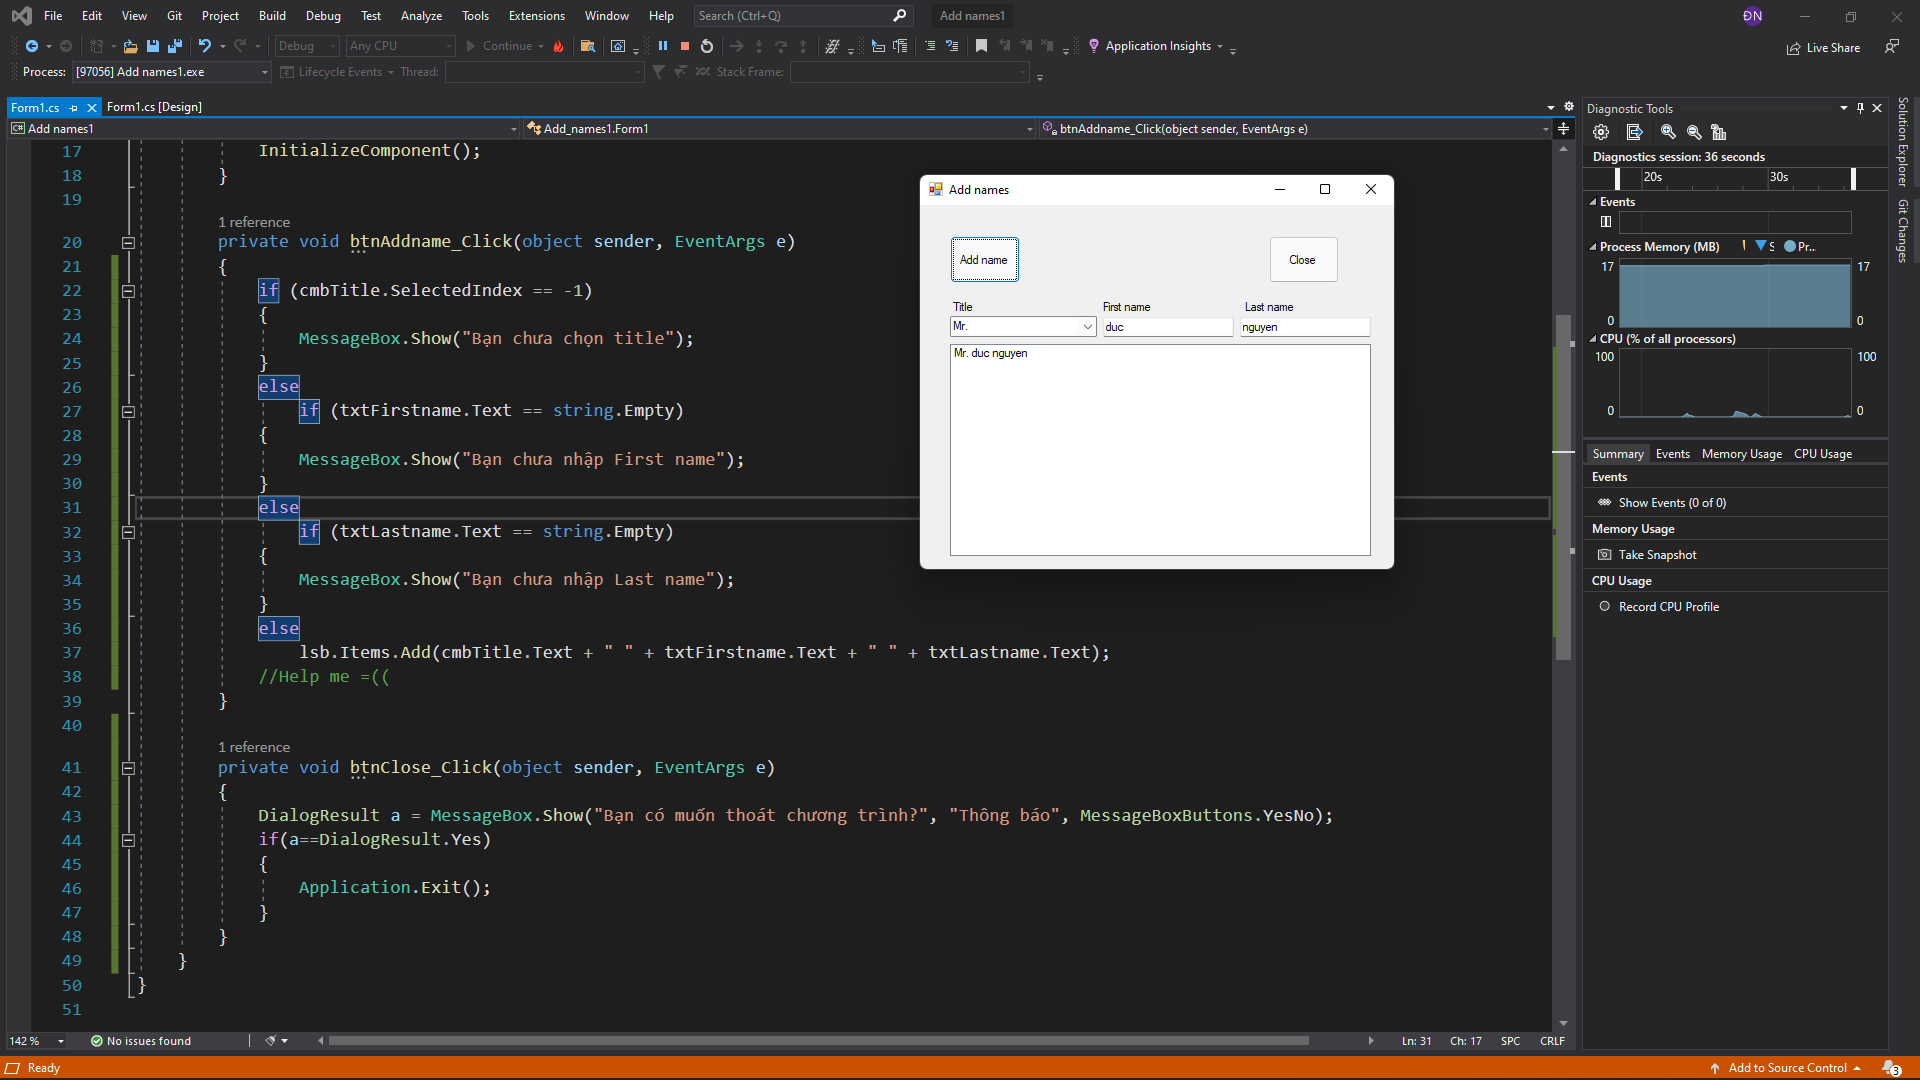 File Edit View Git Project Build Debug Test Analyze Tools Extensions Window Help Search (Ctrl+Q) Add names1 ĐN
Debug Any CPU Continue Application Insights Live Share
Process: [97056] Add names1.exe Lifecycle Events Thread: Stack Frame:
Form1.cs Form1.cs [Design]
Add names1 Add_names1.Form1 btnAddname_Click(object sender, EventArgs e)
17 InitializeComponent();
18 }
19
1 reference
20 private void btnAddname_Click(object sender, EventArgs e)
21 {
22 if (cmbTitle.SelectedIndex == -1)
23 {
24 MessageBox.Show("Bạn chưa chọn title");
25 }
26 else
27 if (txtFirstname.Text == string.Empty)
28 {
29 MessageBox.Show("Bạn chưa nhập First name");
30 }
31 else
32 if (txtLastname.Text == string.Empty)
33 {
34 MessageBox.Show("Bạn chưa nhập Last name");
35 }
36 else
37 lsb.Items.Add(cmbTitle.Text + " " + txtFirstname.Text + " " + txtLastname.Text);
38 //Help me =((
39 }
40
1 reference
41 private void btnClose_Click(object sender, EventArgs e)
42 {
43 DialogResult a = MessageBox.Show("Bạn có muốn thoát chương trình?", "Thông báo", MessageBoxButtons.YesNo);
44 if(a==DialogResult.Yes)
45 {
46 Application.Exit();
47 }
48 }
49 }
50 }
51
Add names
Add name Close
Title First name Last name
Mr. duc nguyen
Mr. duc nguyen
Diagnostic Tools
Diagnostics session: 36 seconds
20s 30s
Events
Process Memory (MB) S Pr...
17 17
0 0
CPU (% of all processors)
100 100
0 0
Summary Events Memory Usage CPU Usage
Events
Show Events (0 of 0)
Memory Usage
Take Snapshot
CPU Usage
Record CPU Profile
Solution Explorer
Git Changes
142 % No issues found Ln: 31 Ch: 17 SPC CRLF
Ready Add to Source Control 3